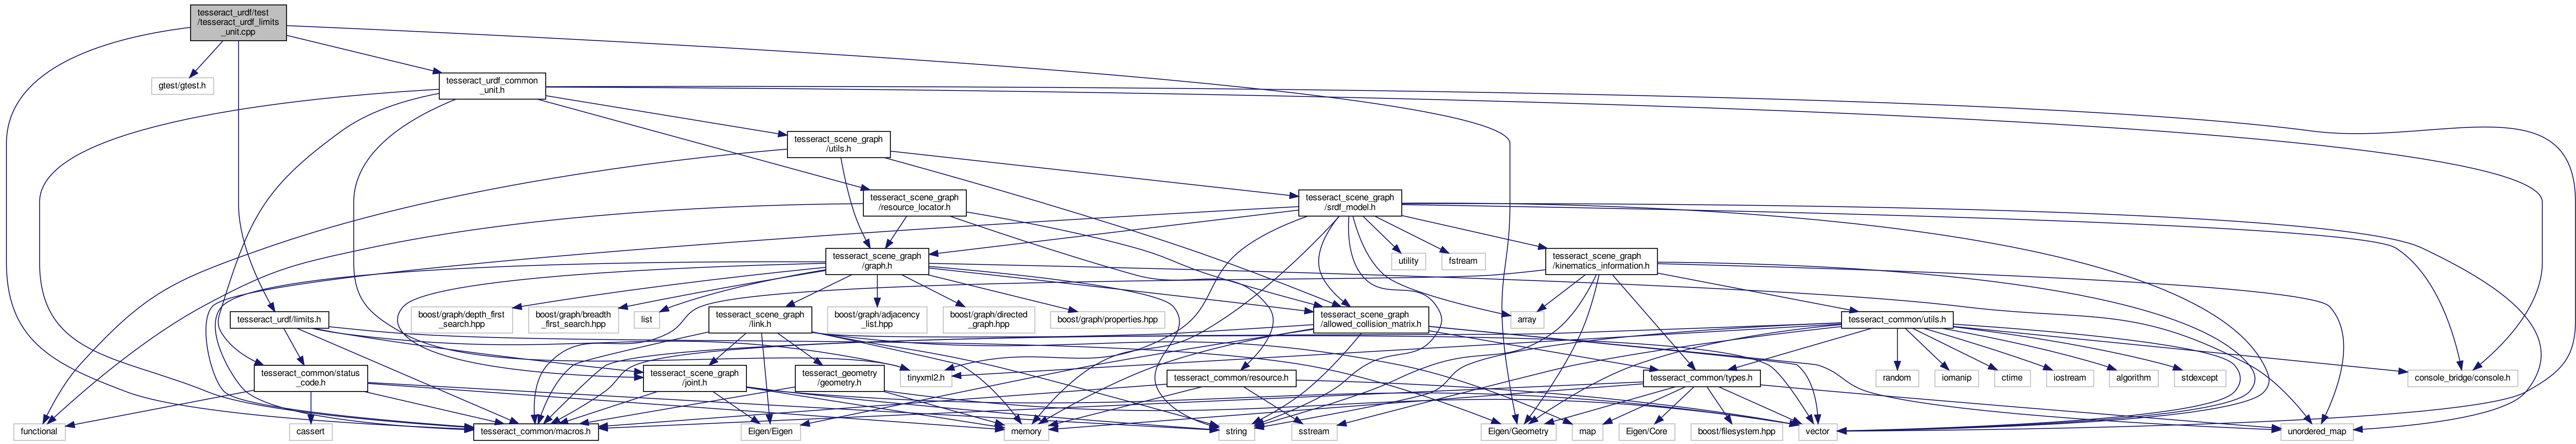 tesseract_urdf/test
/tesseract_urdf_limits
_unit.cpp
gtest/gtest.h
tesseract_urdf_common
_unit.h
tesseract_scene_graph
/utils.h
tesseract_scene_graph
/resource_locator.h
tesseract_scene_graph
/srdf_model.h
tesseract_scene_graph
/graph.h
utility
fstream
tesseract_scene_graph
/kinematics_information.h
tesseract_urdf/limits.h
boost/graph/depth_first
_search.hpp
boost/graph/breadth
_first_search.hpp
list
tesseract_scene_graph
/link.h
boost/graph/adjacency
_list.hpp
boost/graph/directed
_graph.hpp
boost/graph/properties.hpp
tesseract_scene_graph
/allowed_collision_matrix.h
array
tesseract_common/utils.h
tesseract_common/status
_code.h
tesseract_scene_graph
/joint.h
tesseract_geometry
/geometry.h
tinyxml2.h
tesseract_common/resource.h
tesseract_common/types.h
random
iomanip
ctime
iostream
algorithm
stdexcept
console_bridge/console.h
functional
cassert
tesseract_common/macros.h
Eigen/Eigen
memory
string
sstream
Eigen/Geometry
map
Eigen/Core
boost/filesystem.hpp
vector
unordered_map